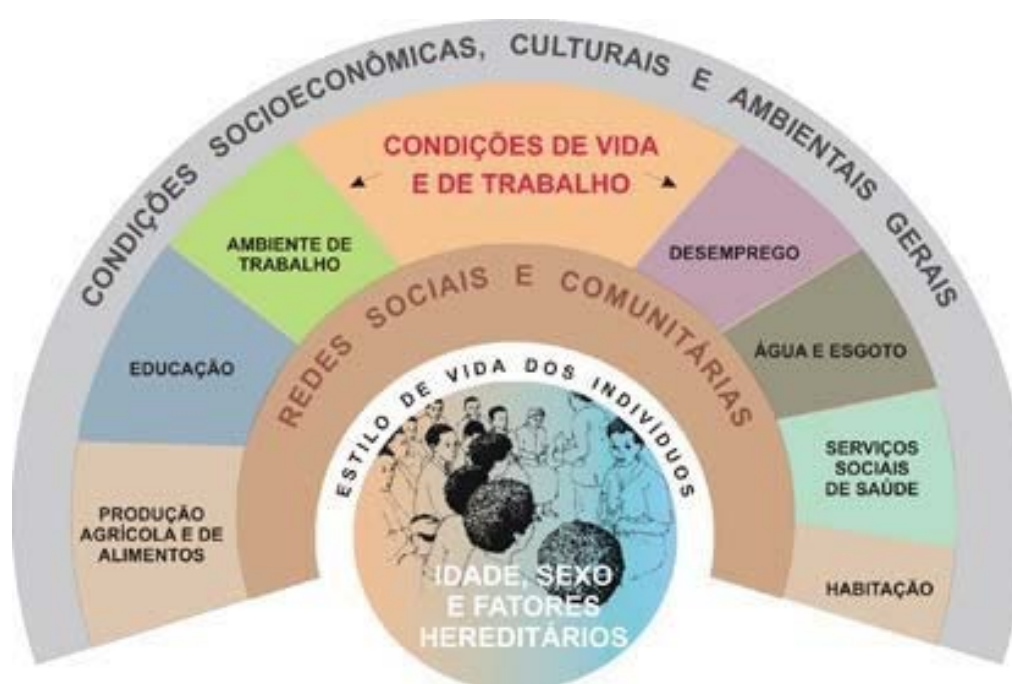 CONDIÇÕES SOCIOECONÔMICAS, CULTURAIS E AMBIENTAIS GERAIS
CONDIÇÕES DE VIDA
E DE TRABALHO
AMBIENTE DE
TRABALHO
DESEMPREGO
REDES SOCIAIS E COMUNITÁRIAS
EDUCAÇÃO
ÁGUA E ESGOTO
ESTÍLO DE VIDA DOS INDIVÍDUOS
PRODUÇÃO
AGRÍCOLA E DE
ALIMENTOS
SERVIÇOS
SOCIAIS
DE SAÚDE
HABITAÇÃO
IDADE, SEXO
E FATORES
HEREDITÁRIOS